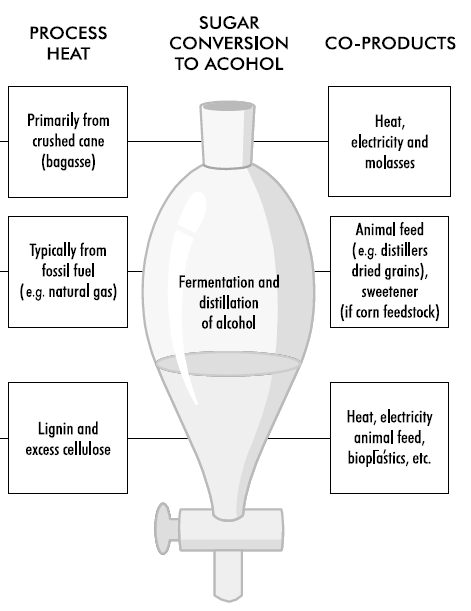 PROCESS
HEAT
SUGAR
CONVERSION
TO ACOHOL
CO-PRODUCTS
Primarily from
crushed cane
(bagasse)
Heat,
electricity and
molasses
Typically from
fossil fuel
(e.g. natural gas)
Fermentation and
distillation
of alcohol
Animal feed
(e.g. distillers
dried grains),
sweetener
(if corn feedstock)
Lignin and
excess cellulose
Heat, electricity
animal feed,
bioplastics, etc.